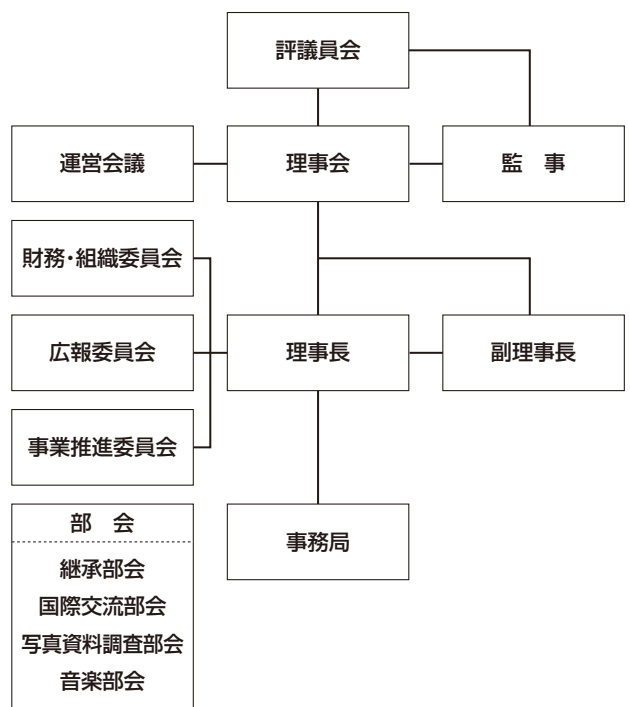 評議員会
運営会議
理事会
監　事
財務・組織委員会
広報委員会
理事長
副理事長
事業推進委員会
部　会
継承部会
国際交流部会
写真資料調査部会
音楽部会
事務局